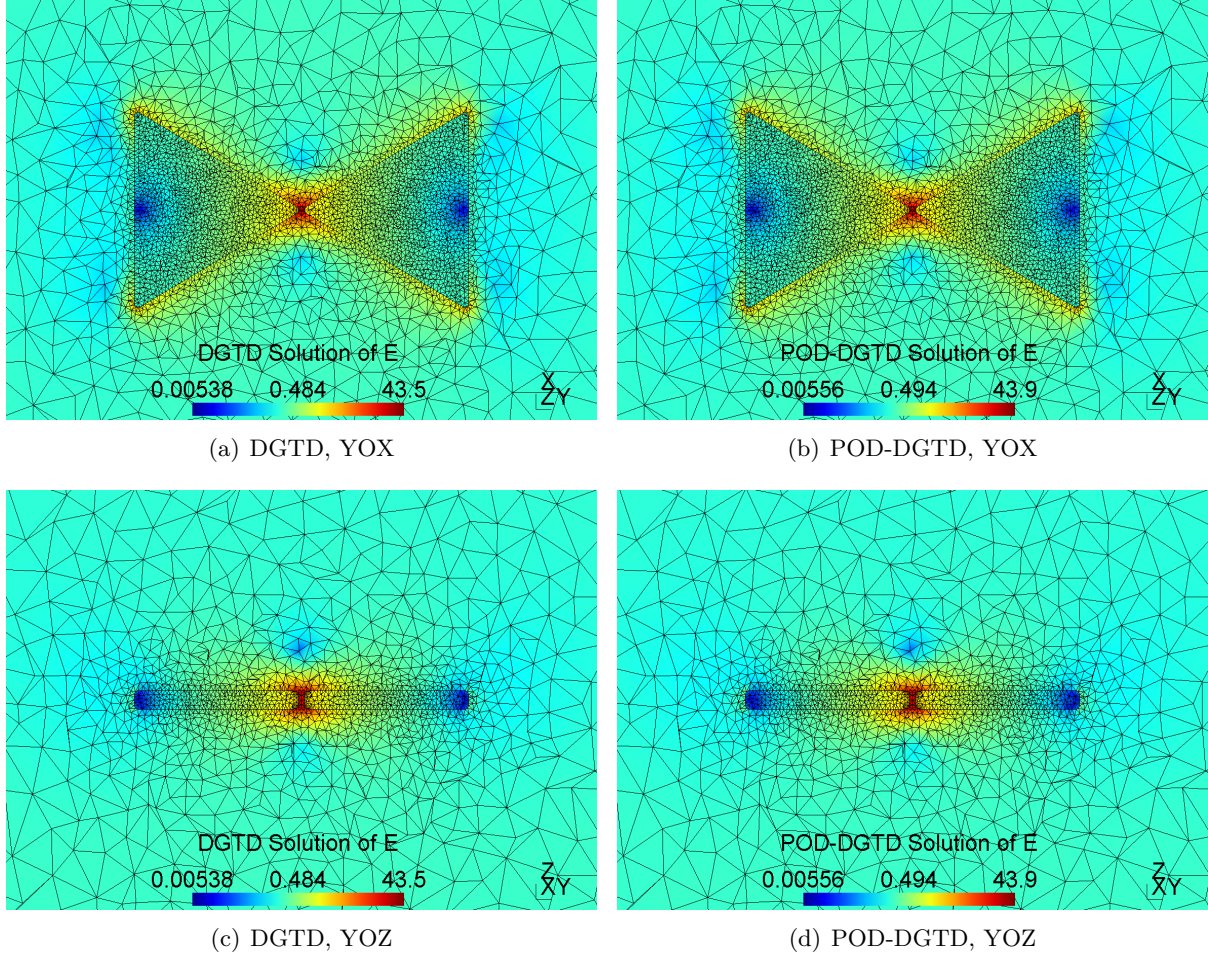 DGTD Solution of E
0.00538 0.484 43.5
X
ZY
(a) DGTD, YOX
POD-DGTD Solution of E
0.00556 0.494 43.9
X
ZY
(b) POD-DGTD, YOX
DGTD Solution of E
0.00538 0.484 43.5
Z
XY
(c) DGTD, YOZ
POD-DGTD Solution of E
0.00556 0.494 43.9
Z
XY
(d) POD-DGTD, YOZ